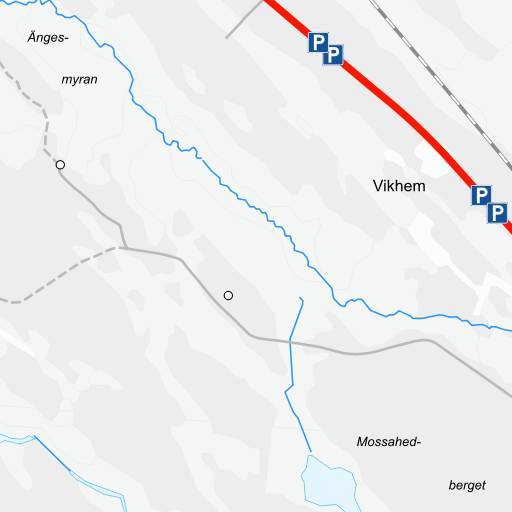 Änges-
myran
P
P
Vikhem
P
P
Mossahed-
berget